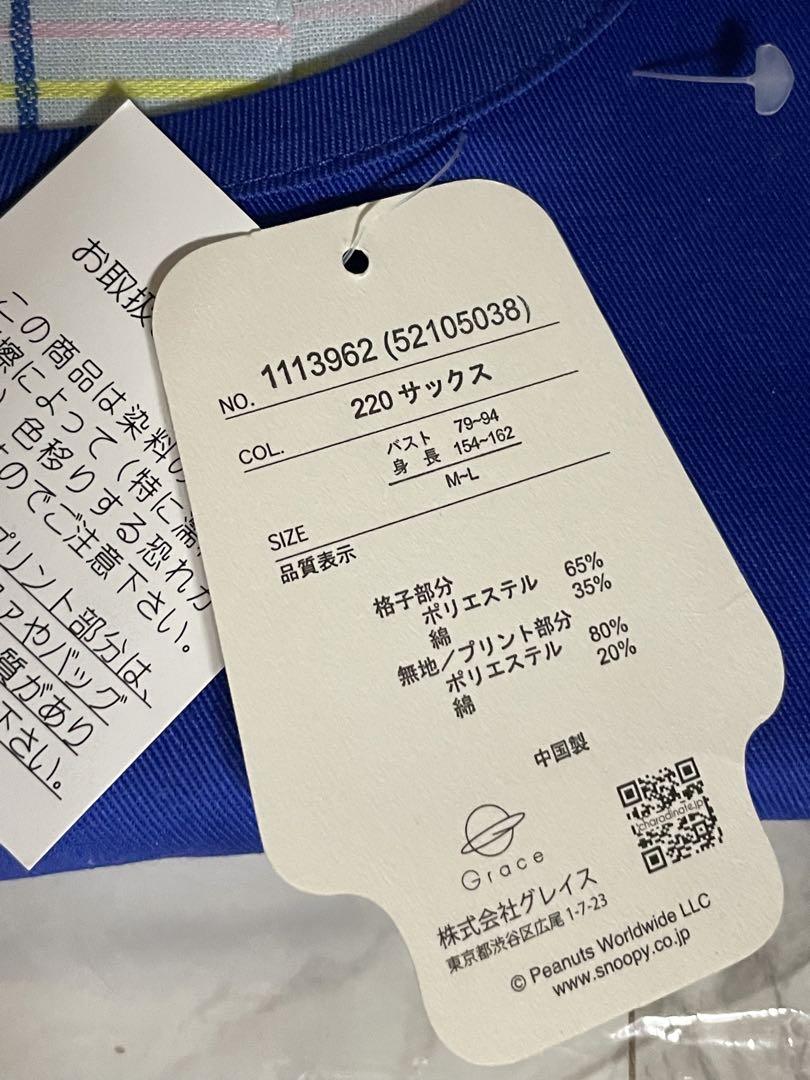 お取扱
この商品は染料の
擦によって（特に濡
色移りする恐れが
のでご注意下さい。
プリント部分は、
アやバッグ
質があり
下さい。
NO. 1113962 (52105038)
COL. 220 サックス
バスト 79~94
身長 154~162
M~L
SIZE
品質表示
格子部分
ポリエステル 65%
綿 35%
無地/プリント部分
ポリエステル 80%
綿 20%
中国製
charadinate.jp
Grace
株式会社グレイス
東京都渋谷区広尾 1-7-23
© Peanuts Worldwide LLC
www.snoopy.co.jp